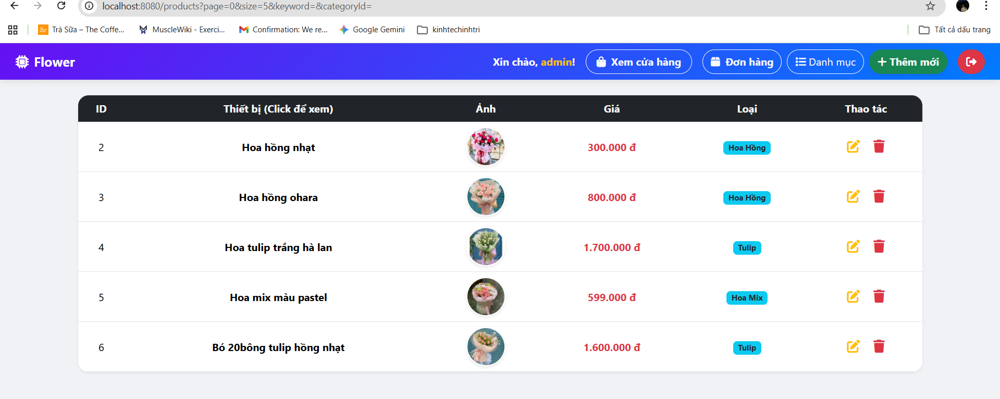 localhost:8080/products?page=0&size=5&keyword=&categoryId=
Trà Sữa – The Coffe... MuscleWiki - Exerci... Confirmation: We re... Google Gemini kinhtechinhtri Tất cả dấu trang
Flower Xin chào, admin! Xem cửa hàng Đơn hàng Danh mục Thêm mới
ID Thiết bị (Click để xem) Ảnh Giá Loại Thao tác
2 Hoa hồng nhạt 300.000 đ Hoa Hồng
3 Hoa hồng ohara 800.000 đ Hoa Hồng
4 Hoa tulip trắng hà lan 1.700.000 đ Tulip
5 Hoa mix màu pastel 599.000 đ Hoa Mix
6 Bó 20bông tulip hồng nhạt 1.600.000 đ Tulip